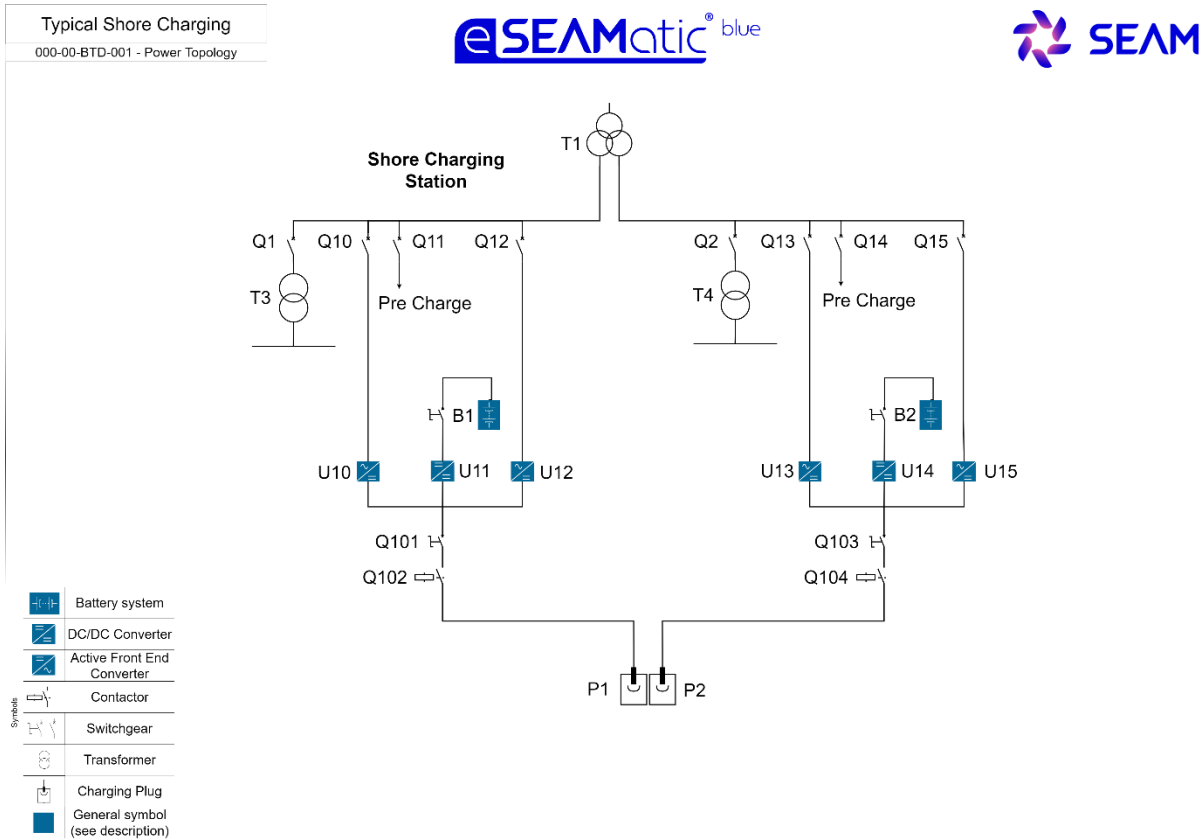 Typical Shore Charging
000-00-BTD-001 - Power Topology
eSEAMatic® blue
SEAM
T1
Shore Charging
Station
Q1 Q10 Q11 Q12 Q2 Q13 Q14 Q15
T3 Pre Charge T4 Pre Charge
B1 B2
U10 U11 U12 U13 U14 U15
Q101 Q103
Q102 Q104
P1 P2
Symbols
Battery system
DC/DC Converter
Active Front End
Converter
Contactor
Switchgear
Transformer
Charging Plug
General symbol
(see description)